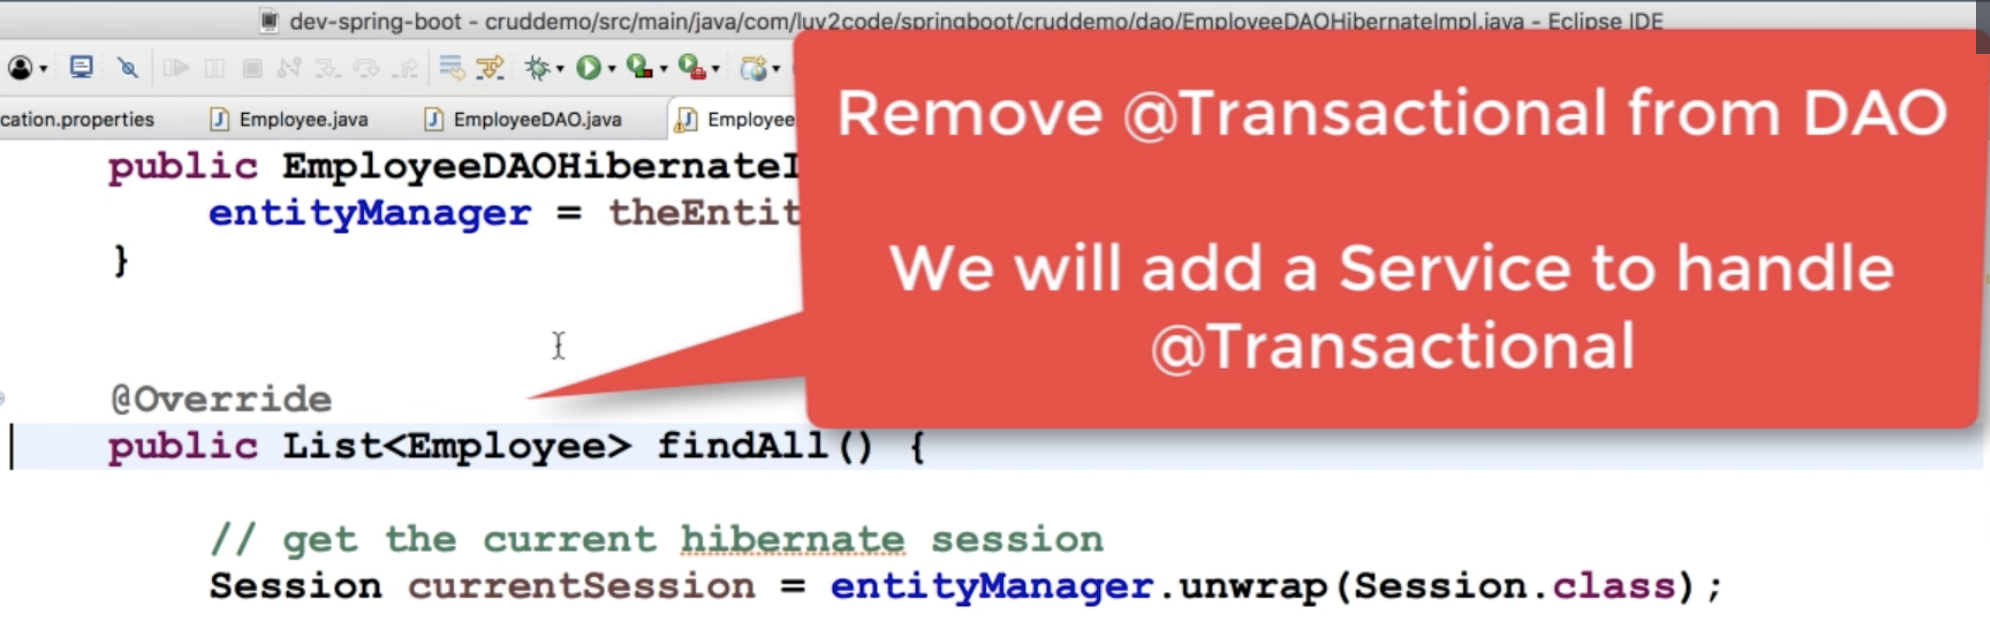 dev-spring-boot - cruddemo/src/main/java/com/luv2code/springboot/cruddemo/dao/EmployeeDAOHibernateImpl.java - Eclipse IDE
cation.properties Employee.java EmployeeDAO.java Employee
Remove @Transactional from DAO
We will add a Service to handle
@Transactional
public EmployeeDAOHibernateI
entityManager = theEntit
}
@Override
public List<Employee> findAll() {
// get the current hibernate session
Session currentSession = entityManager.unwrap(Session.class);